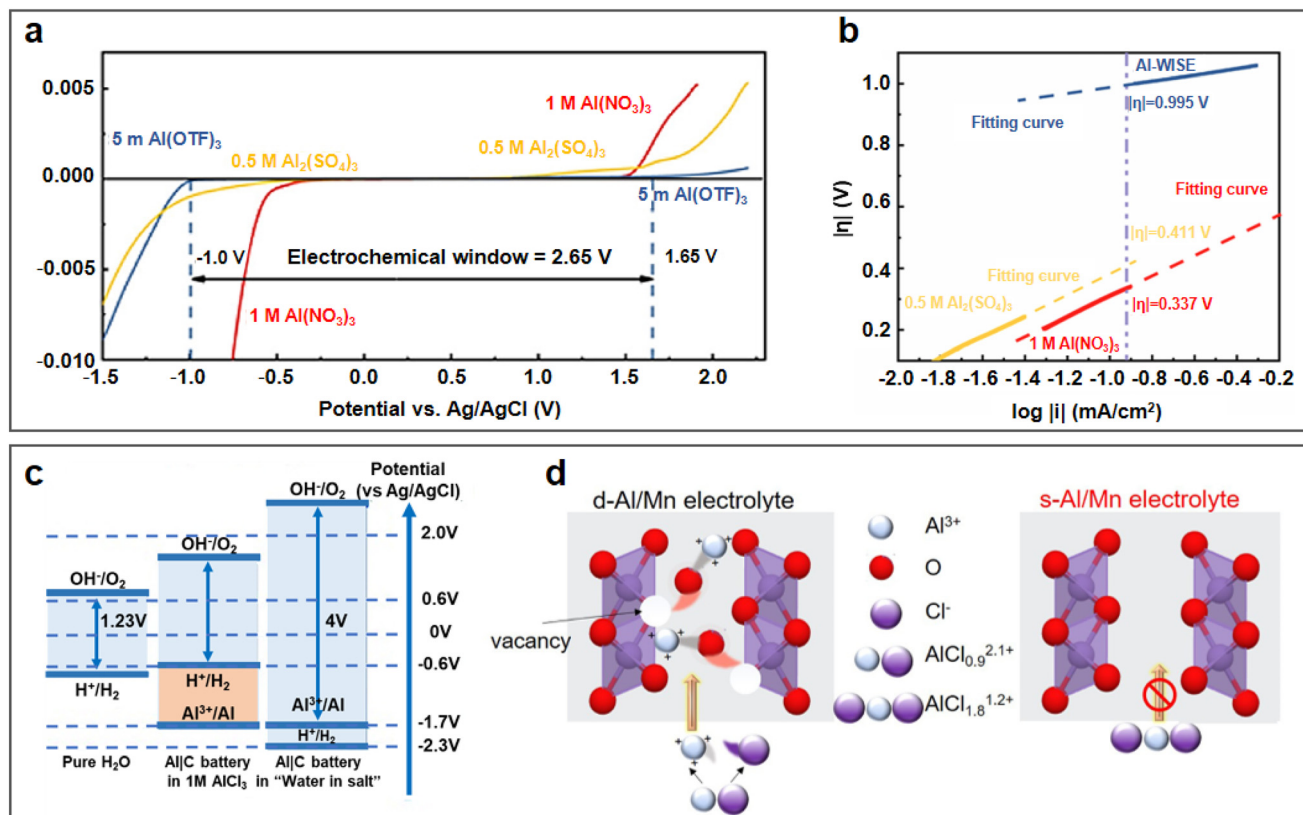 a
0.005
0.000
-0.005
-0.010
1 M Al(NO₃)₃
5 m Al(OTF)₃
0.5 M Al₂(SO₄)₃
0.5 M Al₂(SO₄)₃
5 m Al(OTF)₃
-1.0 V
Electrochemical window = 2.65 V
1.65 V
1 M Al(NO₃)₃
-1.5
-1.0
-0.5
0.0
0.5
1.0
1.5
2.0
Potential vs. Ag/AgCl (V)
b
1.0
0.8
0.6
0.4
0.2
|η| (V)
Al-WISE
|η|=0.995 V
Fitting curve
Fitting curve
|η|=0.411 V
Fitting curve
0.5 M Al₂(SO₄)₃
|η|=0.337 V
1 M Al(NO₃)₃
-2.0 -1.8 -1.6 -1.4 -1.2 -1.0 -0.8 -0.6 -0.4 -0.2
log |i| (mA/cm²)
c
Potential
(vs Ag/AgCl)
OH⁻/O₂
2.0V
OH⁻/O₂
OH⁻/O₂
0.6V
1.23V
4V
0V
-0.6V
H⁺/H₂
H⁺/H₂
Al³⁺/Al
Al³⁺/Al
-1.7V
H⁺/H₂
-2.3V
Pure H₂O
Al|C battery
in 1M AlCl₃
Al|C battery
in “Water in salt”
d
d-Al/Mn electrolyte
vacancy
+ + +
+ + +
+ + +
Al³⁺
O
Cl⁻
AlCl₀.₉²·¹⁺
AlCl₁.₈¹·²⁺
s-Al/Mn electrolyte